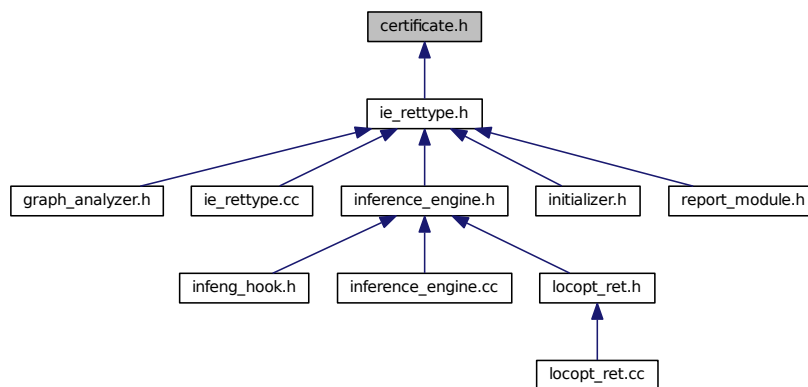 certificate.h
ie_rettype.h
graph_analyzer.h
ie_rettype.cc
inference_engine.h
initializer.h
report_module.h
infeng_hook.h
inference_engine.cc
locopt_ret.h
locopt_ret.cc